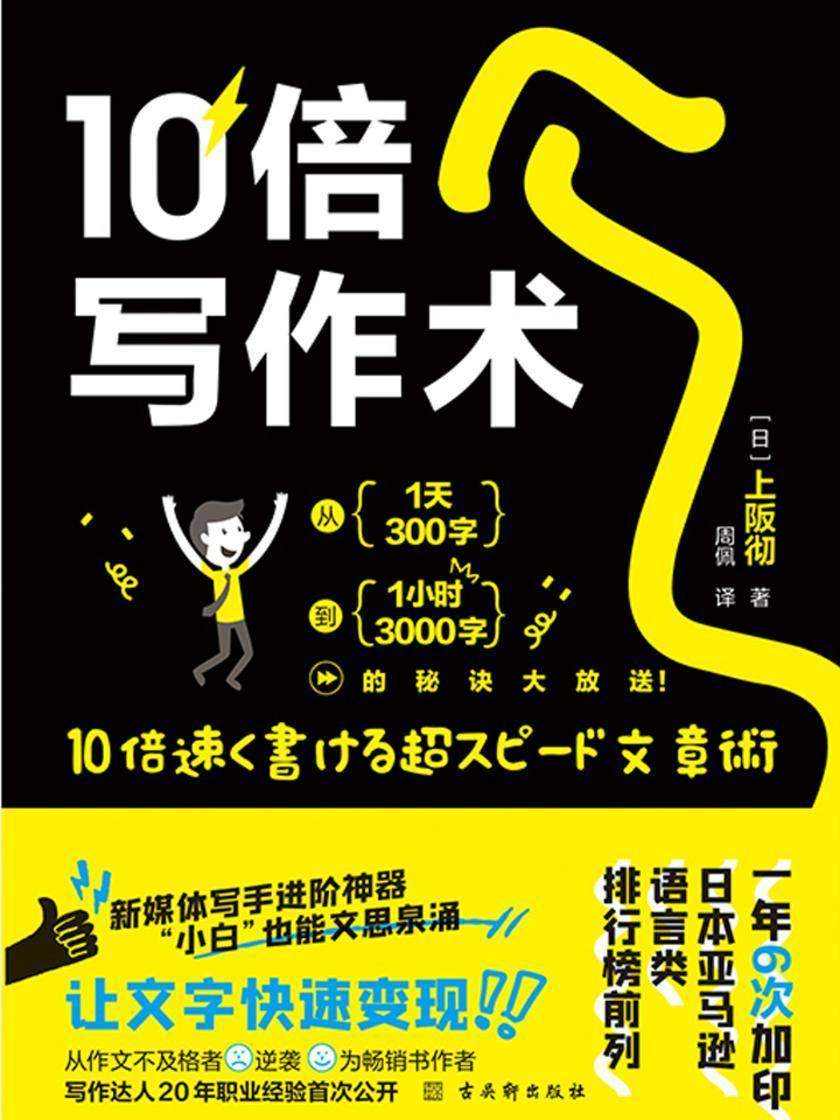 10倍
写作术
[日]上阪彻 著
周佩 译
从
1天
300字
到
1小时
3000字
的秘诀大放送!
10倍速く書ける超スピード文章術
新媒体写手进阶神器
“小白”也能文思泉涌
让文字快速变现!!
从作文不及格者逆袭为畅销书作者
写作达人20年职业经验首次公开
古吴轩出版社
一年9次加印
日本亚马逊
语言类
排行榜前列